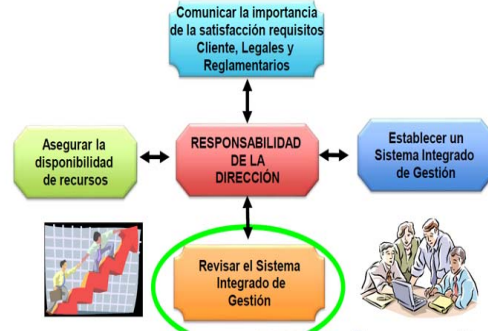 Comunicar la importancia
de la satisfacción requisitos
Cliente, Legales y
Reglamentarios
Asegurar la
disponibilidad
de recursos
RESPONSABILIDAD
DE LA
DIRECCIÓN
Establecer un
Sistema Integrado
de Gestión
Revisar el Sistema
Integrado de
Gestión